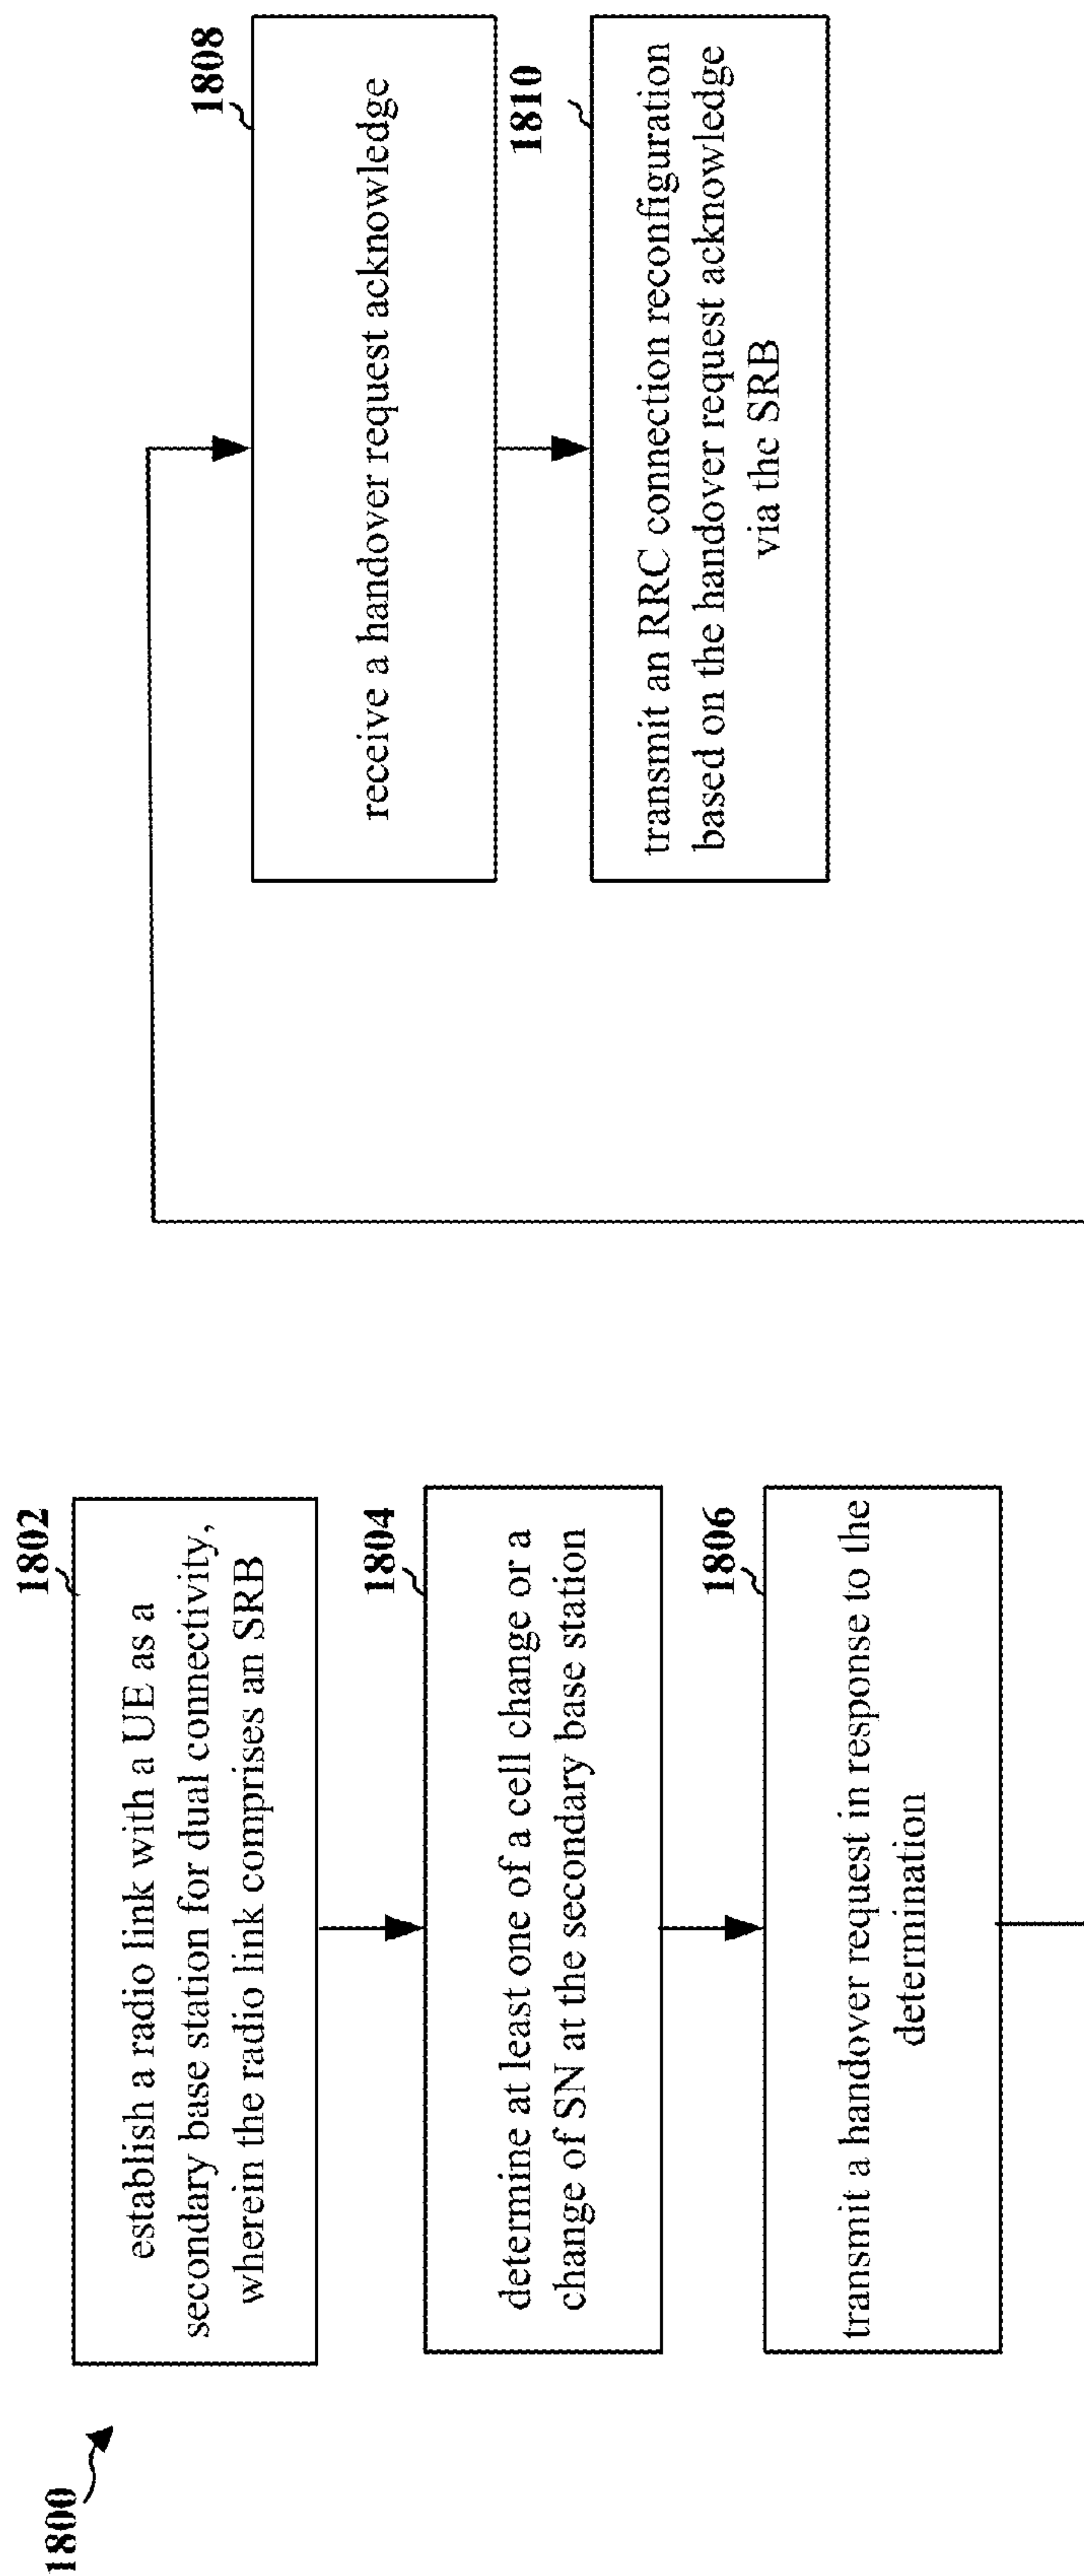 1800
1802
establish a radio link with a UE as a
secondary base station for dual connectivity,
wherein the radio link comprises an SRB
1804
determine at least one of a cell change or a
change of SN at the secondary base station
1806
transmit a handover request in response to the
determination
1808
receive a handover request acknowledge
1810
transmit an RRC connection reconfiguration
based on the handover request acknowledge
via the SRB